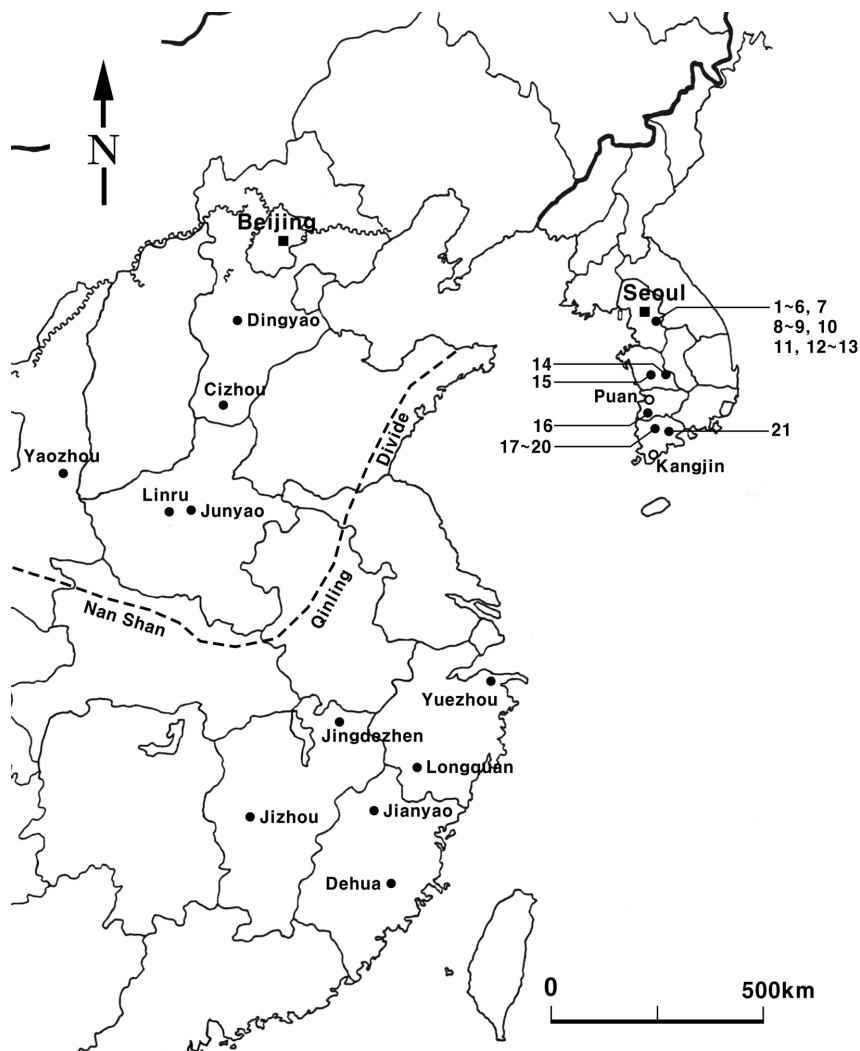 N
Beijing
Seoul
1~6, 7
8~9, 10
11, 12~13
Dingyao
14
15
Puan
Cizhou
16
17~20
21
Kangjin
Divide
Yaozhou
Linru
Junyao
Qinling
Nan Shan
Yuezhou
Jingdezhen
Longquan
Jizhou
Jianyao
Dehua
0
500km